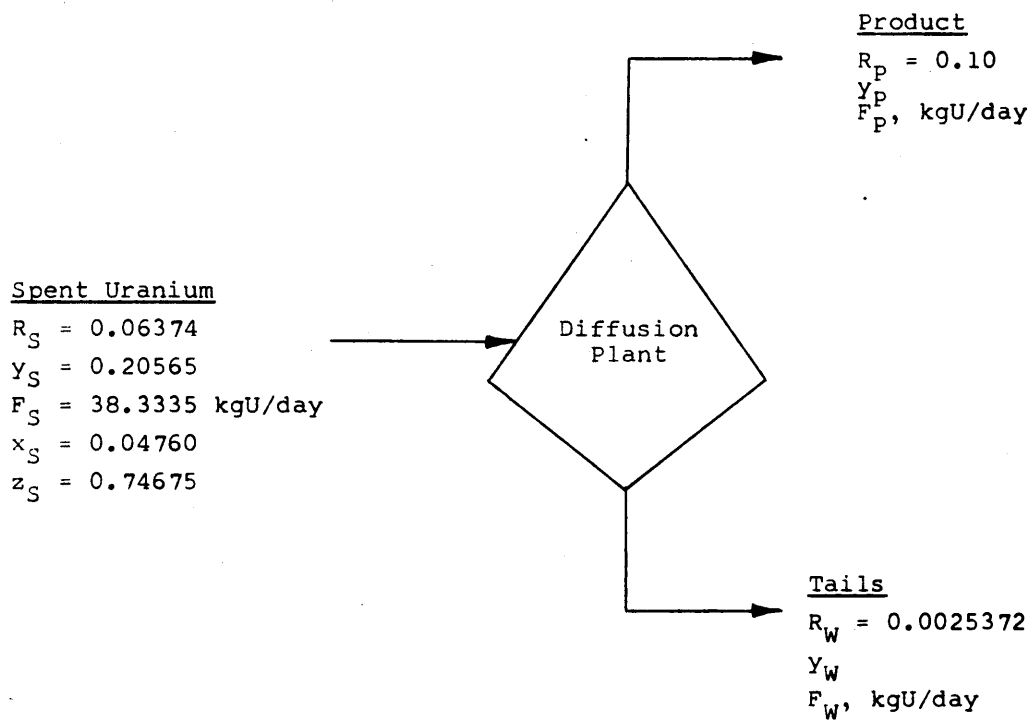 Product
R_P = 0.10
y_P
F_P, kgU/day
Spent Uranium
R_S = 0.06374
y_S = 0.20565
F_S = 38.3335 kgU/day
x_S = 0.04760
z_S = 0.74675
Diffusion
Plant
Tails
R_W = 0.0025372
y_W
F_W, kgU/day